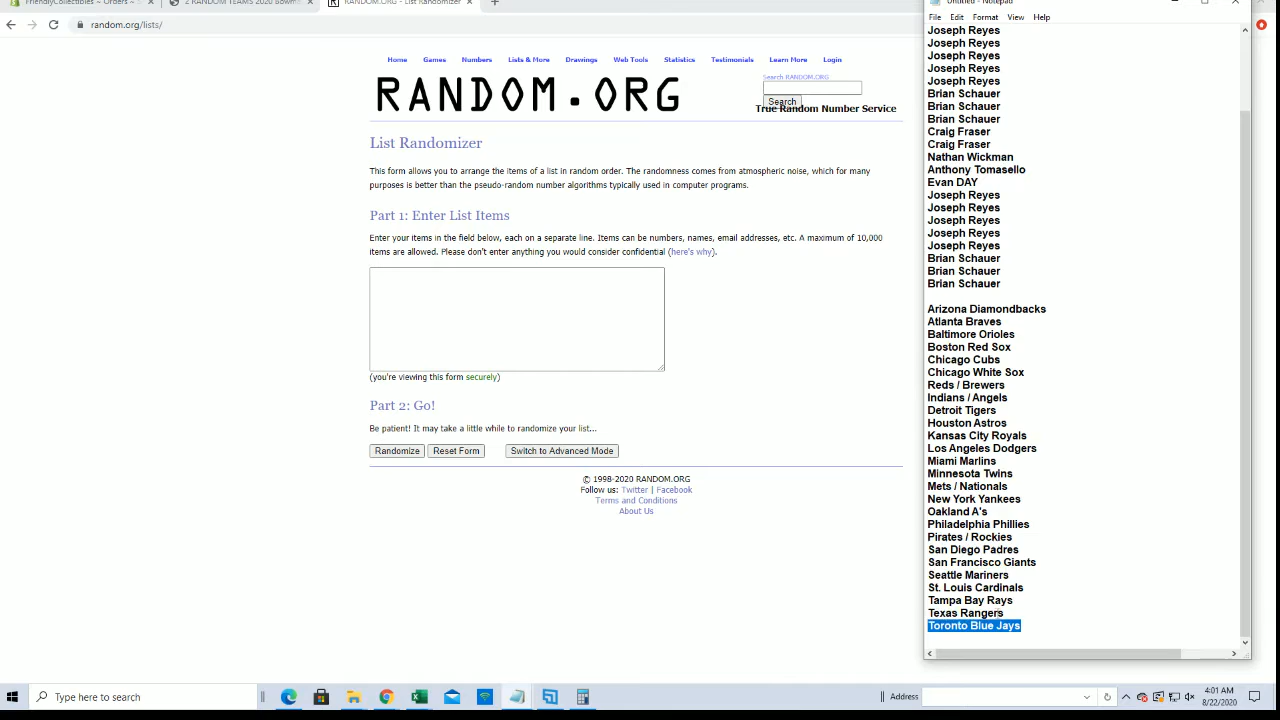 FriendlyCollectibles ~ Orders ~ S
2 RANDOM TEAMS 2020 Bowm
RANDOM.ORG - List Randomizer
Untitled - Notepad
random.org/lists/
File Edit Format View Help
Home Games Numbers Lists & More Drawings Web Tools Statistics Testimonials Learn More Login
RANDOM.ORG
Search RANDOM.ORG
Search
True Random Number Service
List Randomizer
This form allows you to arrange the items of a list in random order. The randomness comes from atmospheric noise, which for many
purposes is better than the pseudo-random number algorithms typically used in computer programs.
Part 1: Enter List Items
Enter your items in the field below, each on a separate line. Items can be numbers, names, email addresses, etc. A maximum of 10,000
items are allowed. Please don't enter anything you would consider confidential (here's why).
(you're viewing this form securely)
Part 2: Go!
Be patient! It may take a little while to randomize your list...
Randomize Reset Form Switch to Advanced Mode
© 1998-2020 RANDOM.ORG
Follow us: Twitter | Facebook
Terms and Conditions
About Us
Joseph Reyes
Joseph Reyes
Joseph Reyes
Joseph Reyes
Joseph Reyes
Brian Schauer
Brian Schauer
Brian Schauer
Craig Fraser
Craig Fraser
Nathan Wickman
Anthony Tomasello
Evan DAY
Joseph Reyes
Joseph Reyes
Joseph Reyes
Joseph Reyes
Joseph Reyes
Brian Schauer
Brian Schauer
Brian Schauer
Arizona Diamondbacks
Atlanta Braves
Baltimore Orioles
Boston Red Sox
Chicago Cubs
Chicago White Sox
Reds / Brewers
Indians / Angels
Detroit Tigers
Houston Astros
Kansas City Royals
Los Angeles Dodgers
Miami Marlins
Minnesota Twins
Mets / Nationals
New York Yankees
Oakland A's
Philadelphia Phillies
Pirates / Rockies
San Diego Padres
San Francisco Giants
Seattle Mariners
St. Louis Cardinals
Tampa Bay Rays
Texas Rangers
Toronto Blue Jays
Type here to search
Address
4:01 AM
8/22/2020